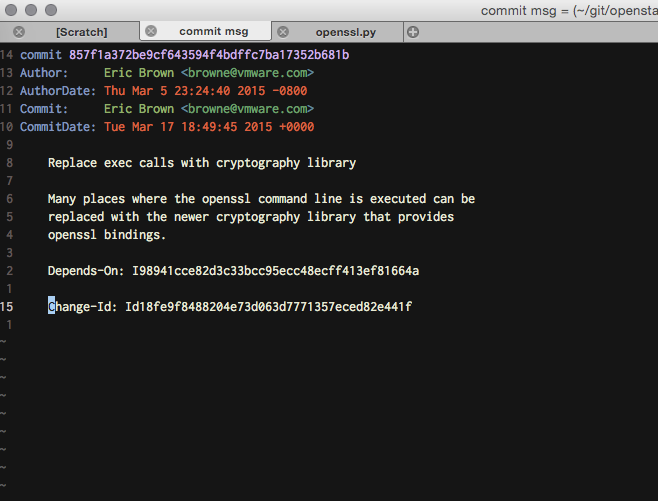 commit msg = (~/git/opensta
[Scratch]
commit msg
openssl.py
14 commit 857f1a372be9cf643594f4bdffc7ba17352b681b
13 Author:     Eric Brown <browne@vmware.com>
12 AuthorDate: Thu Mar 5 23:24:40 2015 -0800
11 Commit:     Eric Brown <browne@vmware.com>
10 CommitDate: Tue Mar 17 18:49:45 2015 +0000
9
8     Replace exec calls with cryptography library
7
6     Many places where the openssl command line is executed can be
5     replaced with the newer cryptography library that provides
4     openssl bindings.
3
2     Depends-On: I98941cce82d3c33bcc95ecc48ecff413ef81664a
1
15     Change-Id: Id18fe9f8488204e73d063d7771357eced82e441f
1
~
~
~
~
~
~
~
~
~